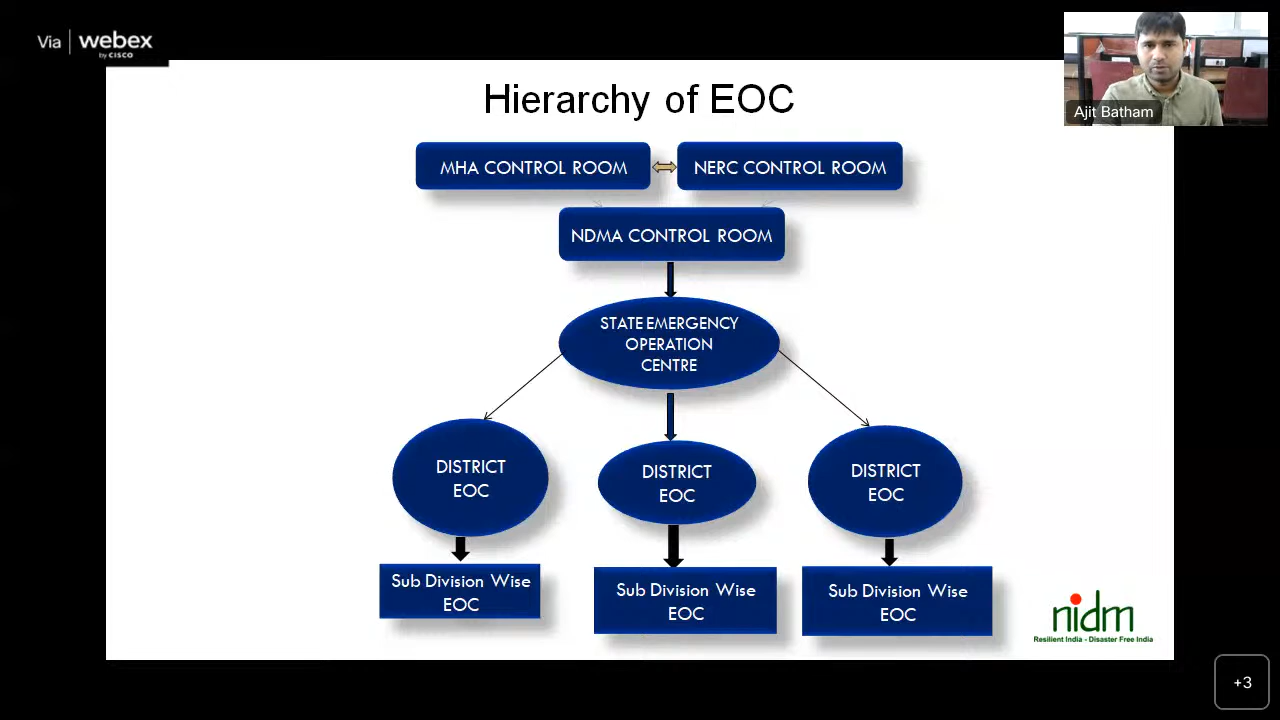 Via webex
by CISCO
Ajit Batham
Hierarchy of EOC
MHA CONTROL ROOM
NERC CONTROL ROOM
NDMA CONTROL ROOM
STATE EMERGENCY
OPERATION
CENTRE
DISTRICT
EOC
DISTRICT
EOC
DISTRICT
EOC
Sub Division Wise
EOC
Sub Division Wise
EOC
Sub Division Wise
EOC
nidm
Resilient India - Disaster Free India
+3